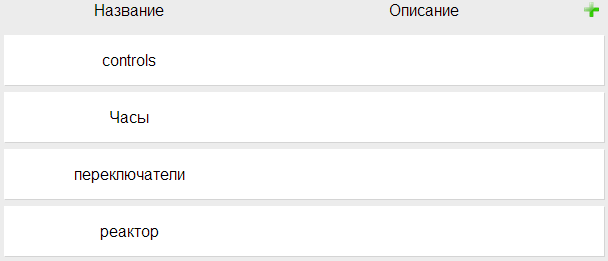 Название Описание
controls
Часы
переключатели
реактор